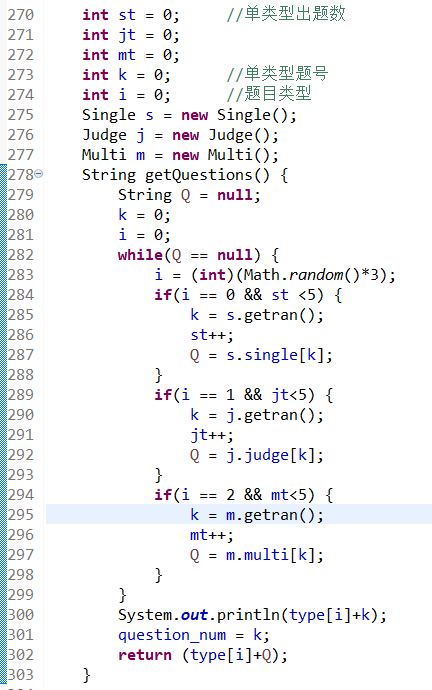 270 int st = 0; //单类型出题数
271 int jt = 0;
272 int mt = 0;
273 int k = 0; //单类型题号
274 int i = 0; //题目类型
275 Single s = new Single();
276 Judge j = new Judge();
277 Multi m = new Multi();
278 String getQuestions() {
279 String Q = null;
280 k = 0;
281 i = 0;
282 while(Q == null) {
283 i = (int)(Math.random()*3);
284 if(i == 0 && st <5) {
285 k = s.getran();
286 st++;
287 Q = s.single[k];
288 }
289 if(i == 1 && jt<5) {
290 k = j.getran();
291 jt++;
292 Q = j.judge[k];
293 }
294 if(i == 2 && mt<5) {
295 k = m.getran();
296 mt++;
297 Q = m.multi[k];
298 }
299 }
300 System.out.println(type[i]+k);
301 question_num = k;
302 return (type[i]+Q);
303 }